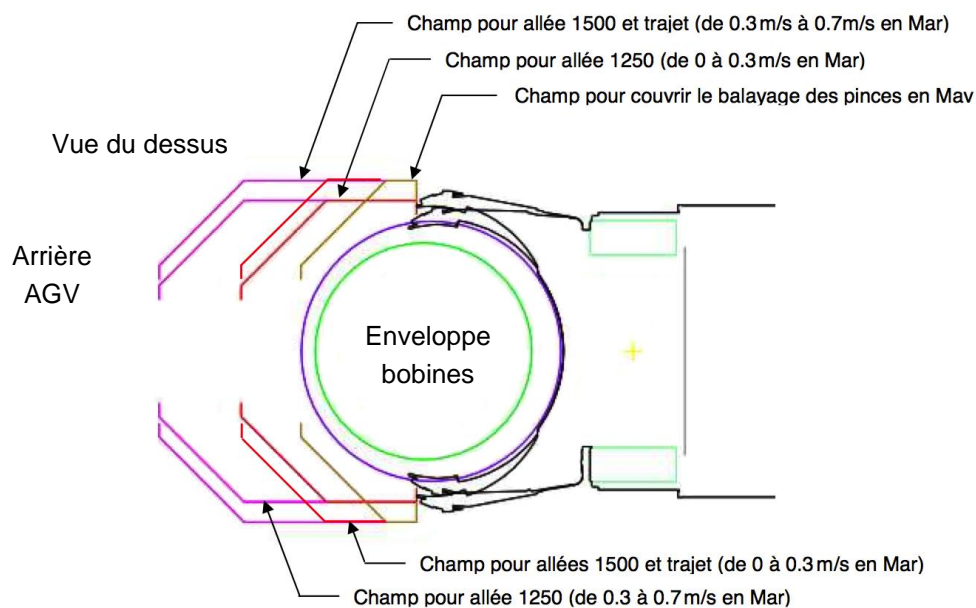 Champ pour allée 1500 et trajet (de 0.3 m/s à 0.7m/s en Mar)
Champ pour allée 1250 (de 0 à 0.3 m/s en Mar)
Champ pour couvrir le balayage des pinces en Mav
Vue du dessus
Arrière
AGV
Enveloppe
bobines
Champ pour allées 1500 et trajet (de 0 à 0.3 m/s en Mar)
Champ pour allée 1250 (de 0.3 à 0.7m/s en Mar)